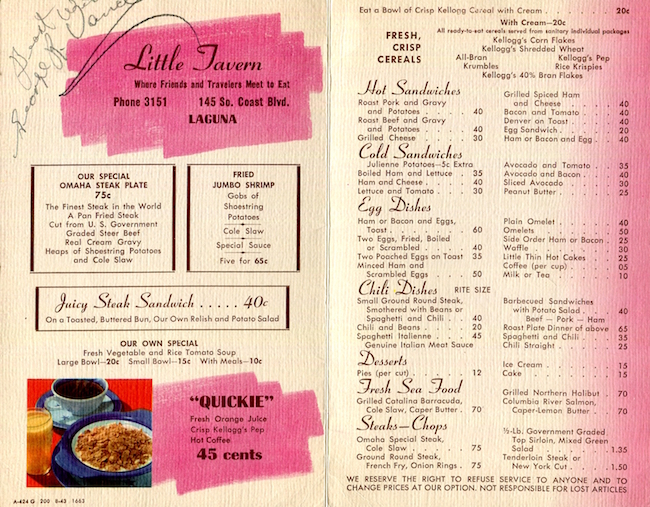 Best Wishes
George R. Vance
Little Tavern
Where Friends and Travelers Meet to Eat
Phone 3151 145 So. Coast Blvd.
LAGUNA
OUR SPECIAL
OMAHA STEAK PLATE
75c
The Finest Steak in the World
A Pan Fried Steak
Cut from U. S. Government
Graded Steer Beef
Real Cream Gravy
Heaps of Shoestring Potatoes
and Cole Slaw
FRIED
JUMBO SHRIMP
Gobs of
Shoestring
Potatoes
Cole Slaw
Special Sauce
Five for 65c
Juicy Steak Sandwich . . . . . 40c
On a Toasted, Buttered Bun, Our Own Relish and Potato Salad
OUR OWN SPECIAL
Fresh Vegetable and Rice Tomato Soup
Large Bowl—20c Small Bowl—15c With Meals—10c
"QUICKIE"
Fresh Orange Juice
Crisp Kellogg's Pep
Hot Coffee
45 cents
A-424 G 200 8-43 1663
Eat a Bowl of Crisp Kellogg Cereal with Cream . . . . . 20c
FRESH,
CRISP
CEREALS
With Cream—20c
All ready-to-eat cereals served from sanitary individual packages
Kellogg's Corn Flakes
Kellogg's Shredded Wheat
All-Bran Kellogg's Pep
Krumbles Rice Krispies
Kellogg's 40% Bran Flakes
Hot Sandwiches
Roast Pork and Gravy
and Potatoes . . . . 40
Roast Beef and Gravy
and Potatoes . . . . 40
Grilled Cheese . . . . 30
Grilled Spiced Ham
and Cheese . . . . . 40
Bacon and Tomato . . . 40
Denver on Toast . . . . 40
Egg Sandwich . . . . . 20
Ham or Bacon and Egg . 40
Cold Sandwiches
Julienne Potatoes—5c Extra
Boiled Ham and Lettuce . 35
Ham and Cheese . . . . 40
Lettuce and Tomato . . . 30
Avocado and Tomato . . 35
Avocado and Bacon . . . 40
Sliced Avocado . . . . 30
Peanut Butter . . . . . 25
Egg Dishes
Ham or Bacon and Eggs,
Toast . . . . . . . 60
Two Eggs, Fried, Boiled
or Scrambled . . . . 40
Two Poached Eggs on Toast 35
Minced Ham and
Scrambled Eggs . . . 50
Plain Omelet . . . . . 40
Omelets . . . . . . . 50
Side Order Ham or Bacon . 25
Waffle . . . . . . . 30
Little Thin Hot Cakes . . 25
Coffee (per cup) . . . . 05
Milk or Tea . . . . . 10
Chili Dishes RITE SIZE
Small Ground Round Steak,
Smothered with Beans or
Spaghetti and Chili . . 40
Chili and Beans . . . . 20
Spaghetti Italienne . . . 45
Genuine Italian Meat Sauce
Barbecued Sandwiches
with Potato Salad . . . 40
Beef — Pork — Ham
Roast Plate Dinner of above 65
Spaghetti and Chili . . . 35
Chili Straight . . . . . 25
Desserts
Pies (per cut) . . . . . 12
Ice Cream . . . . . . 15
Cake . . . . . . . . 15
Fresh Sea Food
Grilled Catalina Barracuda,
Cole Slaw, Caper Butter . 70
Grilled Northern Halibut 70
Columbia River Salmon,
Caper-Lemon Butter . . 70
Steaks—Chops
Omaha Special Steak,
Cole Slaw . . . . . . 75
Ground Round Steak,
French Fry, Onion Rings . 75
½-Lb. Government Graded
Top Sirloin, Mixed Green
Salad . . . . . . . 1.35
Tenderloin Steak or
New York Cut . . . . 1.50
WE RESERVE THE RIGHT TO REFUSE SERVICE TO ANYONE AND TO
CHANGE PRICES AT OUR OPTION. NOT RESPONSIBLE FOR LOST ARTICLES